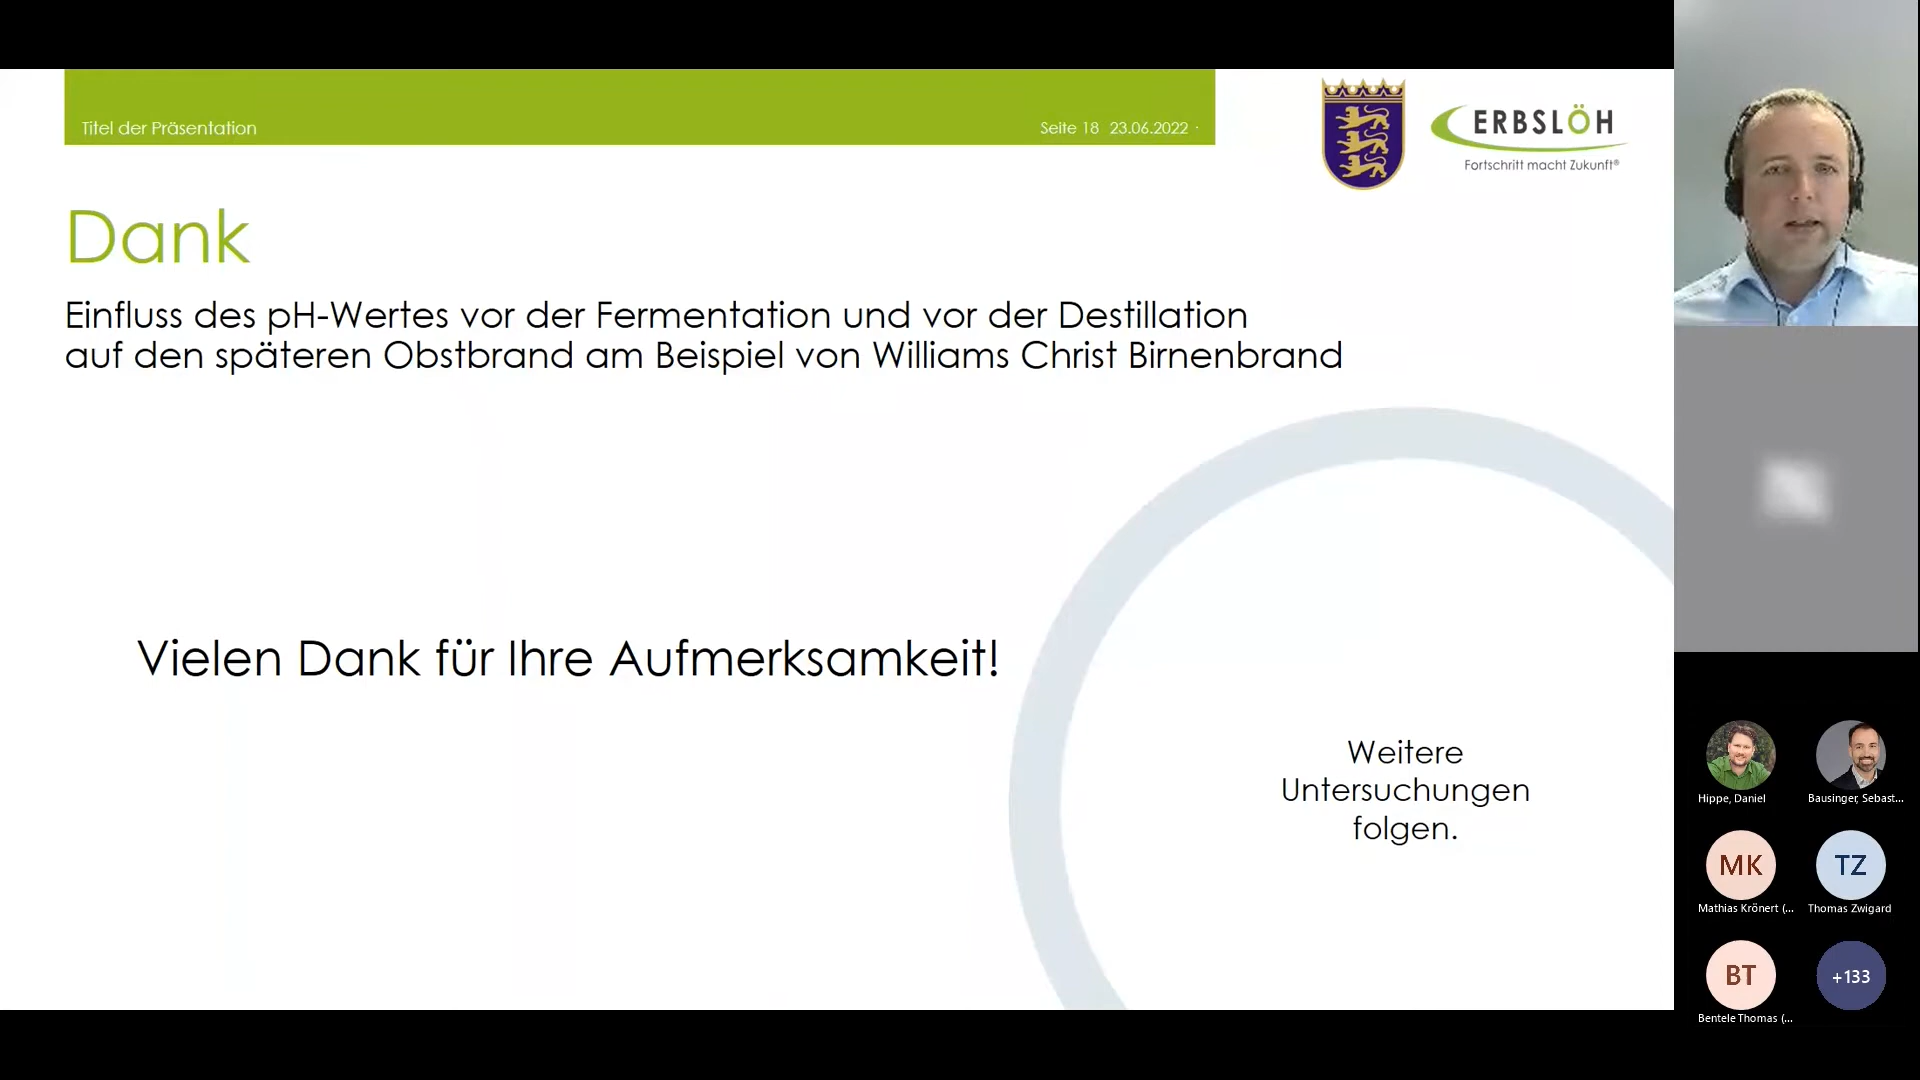 Titel der Präsentation
Seite 18 23.06.2022 ·
ERBSLÖH
Fortschritt macht Zukunft®
Dank
Einfluss des pH-Wertes vor der Fermentation und vor der Destillation
auf den späteren Obstbrand am Beispiel von Williams Christ Birnenbrand
Vielen Dank für Ihre Aufmerksamkeit!
Weitere
Untersuchungen
folgen.
Hippe, Daniel
Bausinger, Sebast...
MK
Mathias Krönert (...
TZ
Thomas Zwigard
BT
Bentele Thomas (...
+133